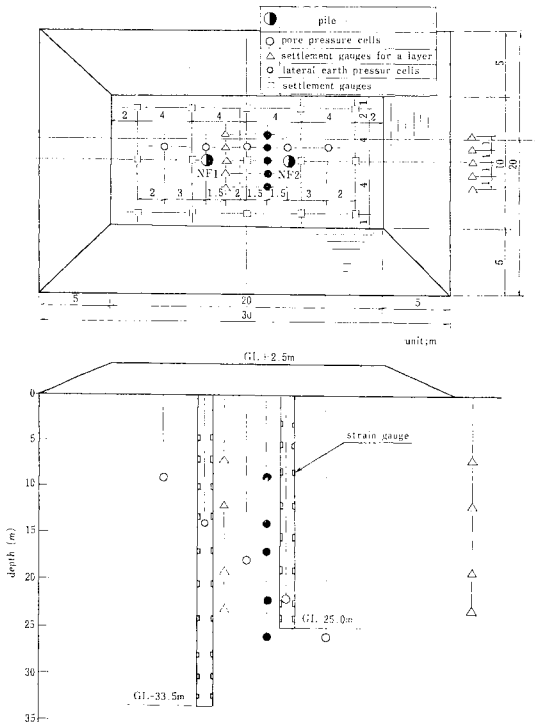 pile
pore pressure cells
settlement gauges for a layer
lateral earth pressur cells
settlement gauges
5
1
2
2 4 4 4 4 2
4
1 1 1 1
10
20
NF1 NF2
2 3 1.5 2 1.5 1.5 3 2
4
1
5
5 20 5
30
unit;m
GL+2.5m
0
5
10
15
20
25
30
35
depth (m)
strain gauge
GL-25.0m
GL-33.5m